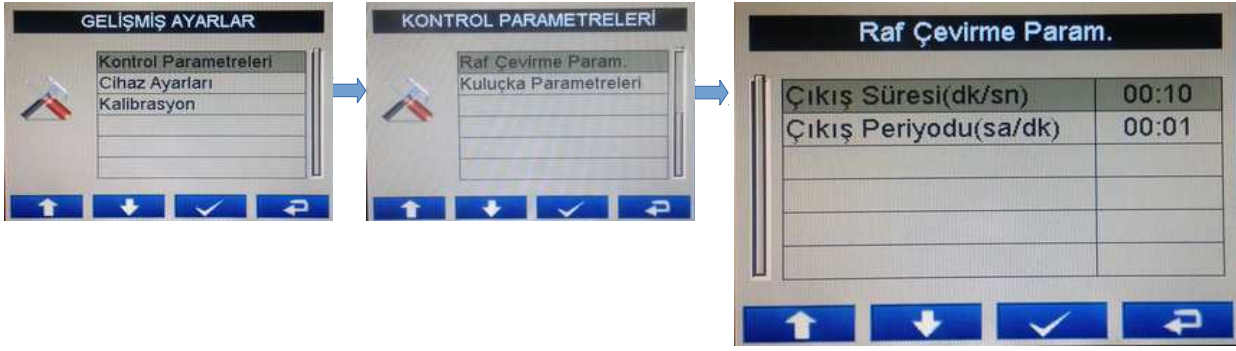 GELİŞMİŞ AYARLAR
Kontrol Parametreleri
Cihaz Ayarları
Kalibrasyon
KONTROL PARAMETRELERİ
Raf Çevirme Param.
Kuluçka Parametreleri
Raf Çevirme Param.
Çıkış Süresi(dk/sn) 00:10
Çıkış Periyodu(sa/dk) 00:01